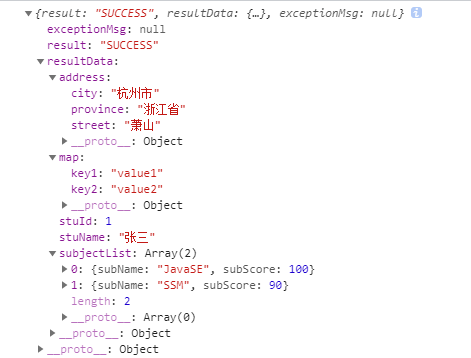 ▼{result: "SUCCESS", resultData: {…}, exceptionMsg: null} i
exceptionMsg: null
result: "SUCCESS"
▼resultData:
▼address:
city: "杭州市"
province: "浙江省"
street: "萧山"
▶__proto__: Object
▼map:
key1: "value1"
key2: "value2"
▶__proto__: Object
stuId: 1
stuName: "张三"
▼subjectList: Array(2)
▶0: {subName: "JavaSE", subScore: 100}
▶1: {subName: "SSM", subScore: 90}
length: 2
▶__proto__: Array(0)
▶__proto__: Object
▶__proto__: Object